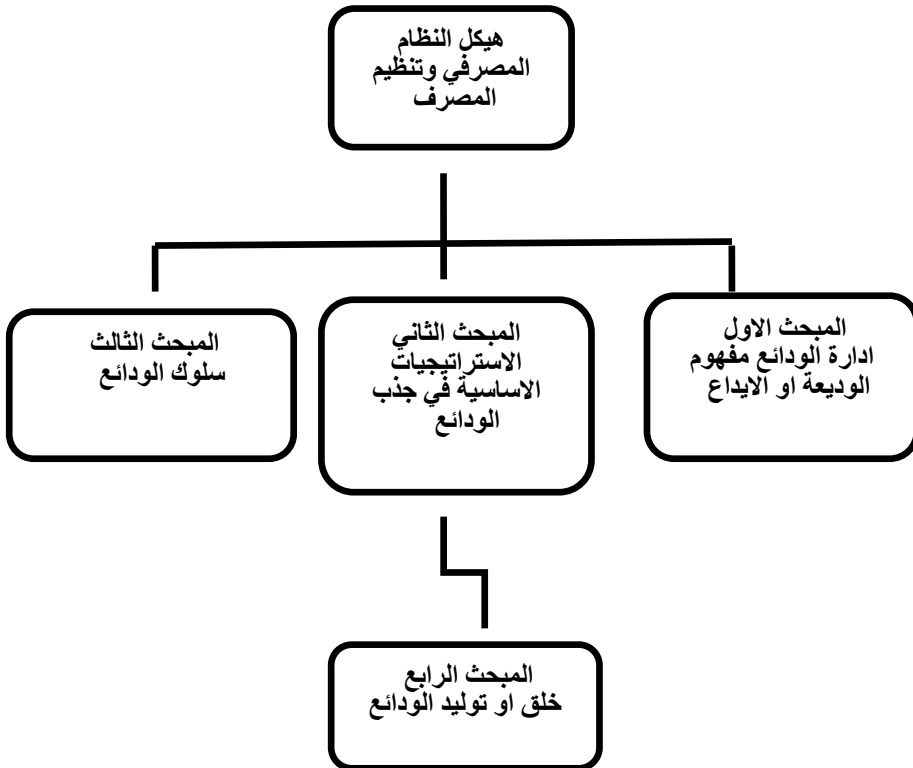 هيكل النظام
المصرفي وتنظيم
المصرف
المبحث الاول
ادارة الودائع مفهوم
الوديعة او الايداع
المبحث الثاني
الاستراتيجيات
الاساسية في جذب
الودائع
المبحث الثالث
سلوك الودائع
المبحث الرابع
خلق او توليد الودائع